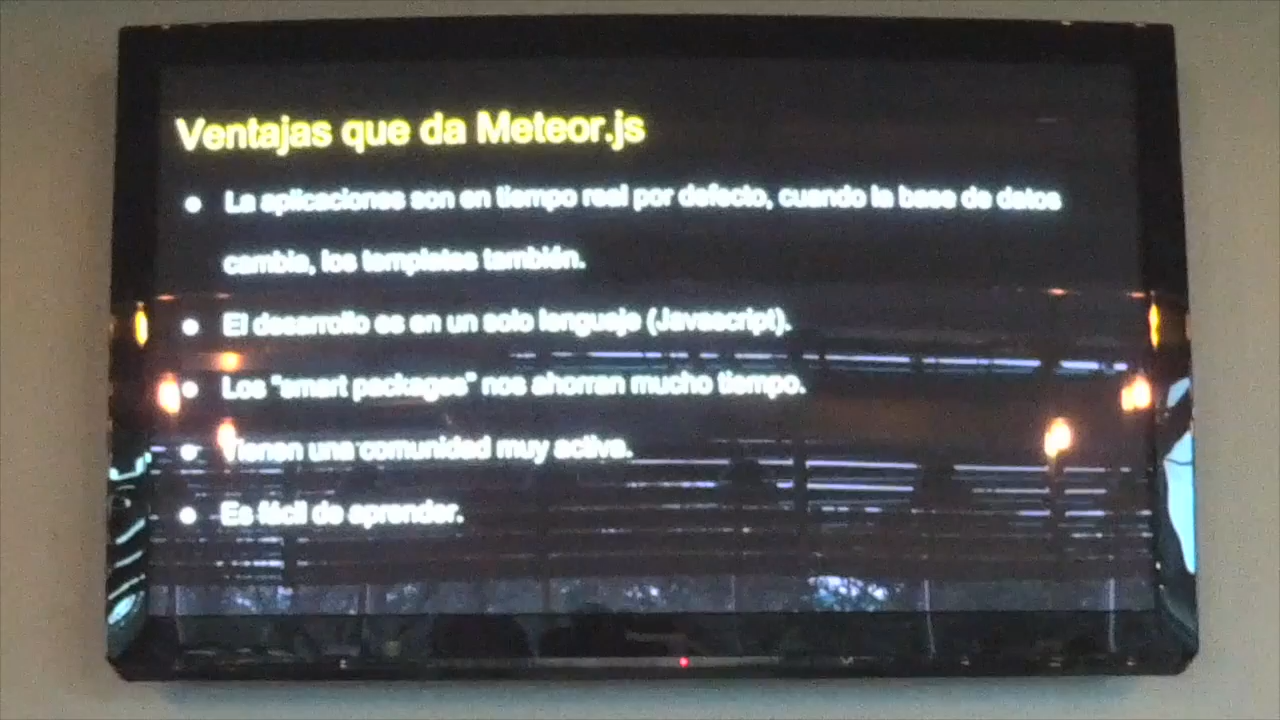 Ventajas que da Meteor.js
● La aplicaciones son en tiempo real por defecto, cuando la base de datos
cambia, los templates también.
● El desarrollo es en un solo lenguaje (Javascript).
● Los "smart packages" nos ahorran mucho tiempo.
● Tienen una comunidad muy activa.
● Es fácil de aprender.